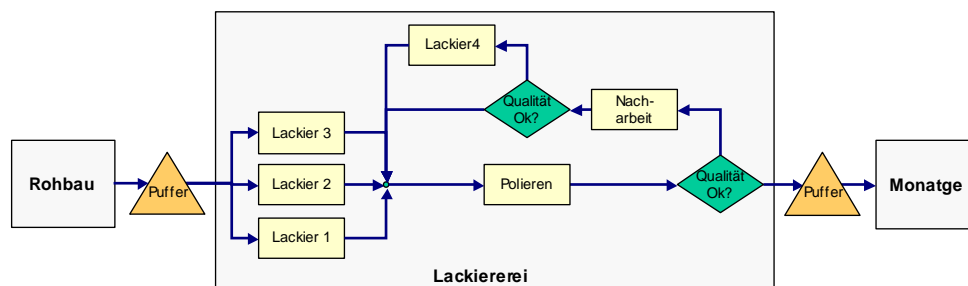 Lackier4
Qualität
Ok?
Nach-
arbeit
Lackier 3
Rohbau
Puffer
Lackier 2
Polieren
Qualität
Ok?
Puffer
Monatge
Lackier 1
Lackiererei